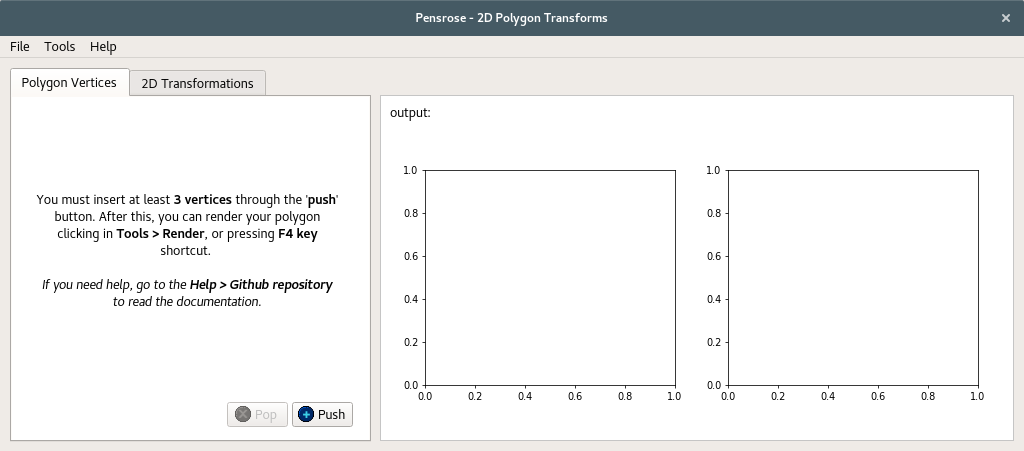 Pensrose - 2D Polygon Transforms
File Tools Help
Polygon Vertices 2D Transformations
output:
You must insert at least 3 vertices through the 'push'
button. After this, you can render your polygon
clicking in Tools > Render, or pressing F4 key
shortcut.
If you need help, go to the Help > Github repository
to read the documentation.
Pop Push
1.0
0.8
0.6
0.4
0.2
0.0
0.0 0.2 0.4 0.6 0.8 1.0
1.0
0.8
0.6
0.4
0.2
0.0
0.0 0.2 0.4 0.6 0.8 1.0